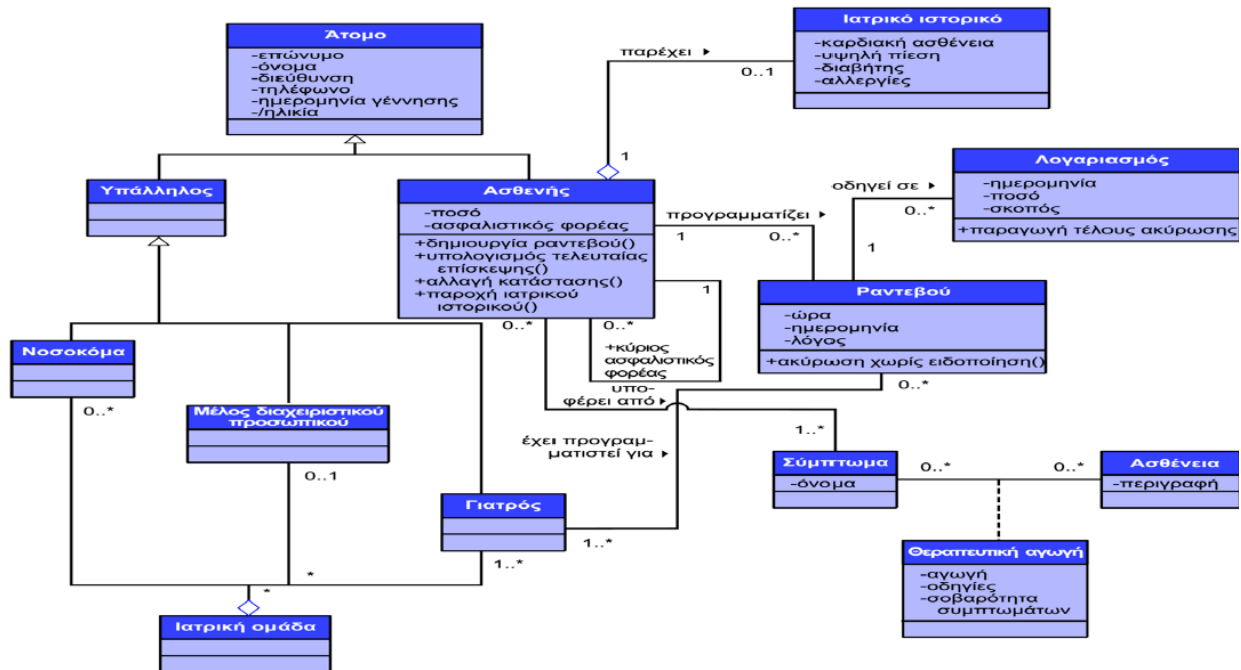 Άτομο
-επώνυμο
-όνομα
-διεύθυνση
-τηλέφωνο
-ημερομηνία γέννησης
-/ηλικία
Ιατρικό ιστορικό
-καρδιακή ασθένεια
-υψηλή πίεση
-διαβήτης
-αλλεργίες
παρέχει
0..1
1
Υπάλληλος
Ασθενής
-ποσό
-ασφαλιστικός φορέας
+δημιουργία ραντεβού()
+υπολογισμός τελευταίας
επίσκεψης()
+αλλαγή κατάστασης()
+παροχή ιατρικού
ιστορικού()
προγραμματίζει
1
0..*
Λογαριασμός
-ημερομηνία
-ποσό
-σκοπός
+παραγωγή τέλους ακύρωσης
οδηγεί σε
0..*
1
Ραντεβού
-ώρα
-ημερομηνία
-λόγος
+ακύρωση χωρίς ειδοποίηση()
0..*
1
0..*
0..*
+κύριος
ασφαλιστικός
φορέας
υπο-
φέρει από
1..*
Νοσοκόμα
0..*
Μέλος διαχειριστικού
προσωπικού
0..1
έχει προγραμ-
ματιστεί για
Γιατρός
1..*
1..*
Σύμπτωμα
-όνομα
0..*
0..*
Ασθένεια
-περιγραφή
Θεραπευτική αγωγή
-αγωγή
-οδηγίες
-σοβαρότητα
συμπτωμάτων
*
*
Ιατρική ομάδα